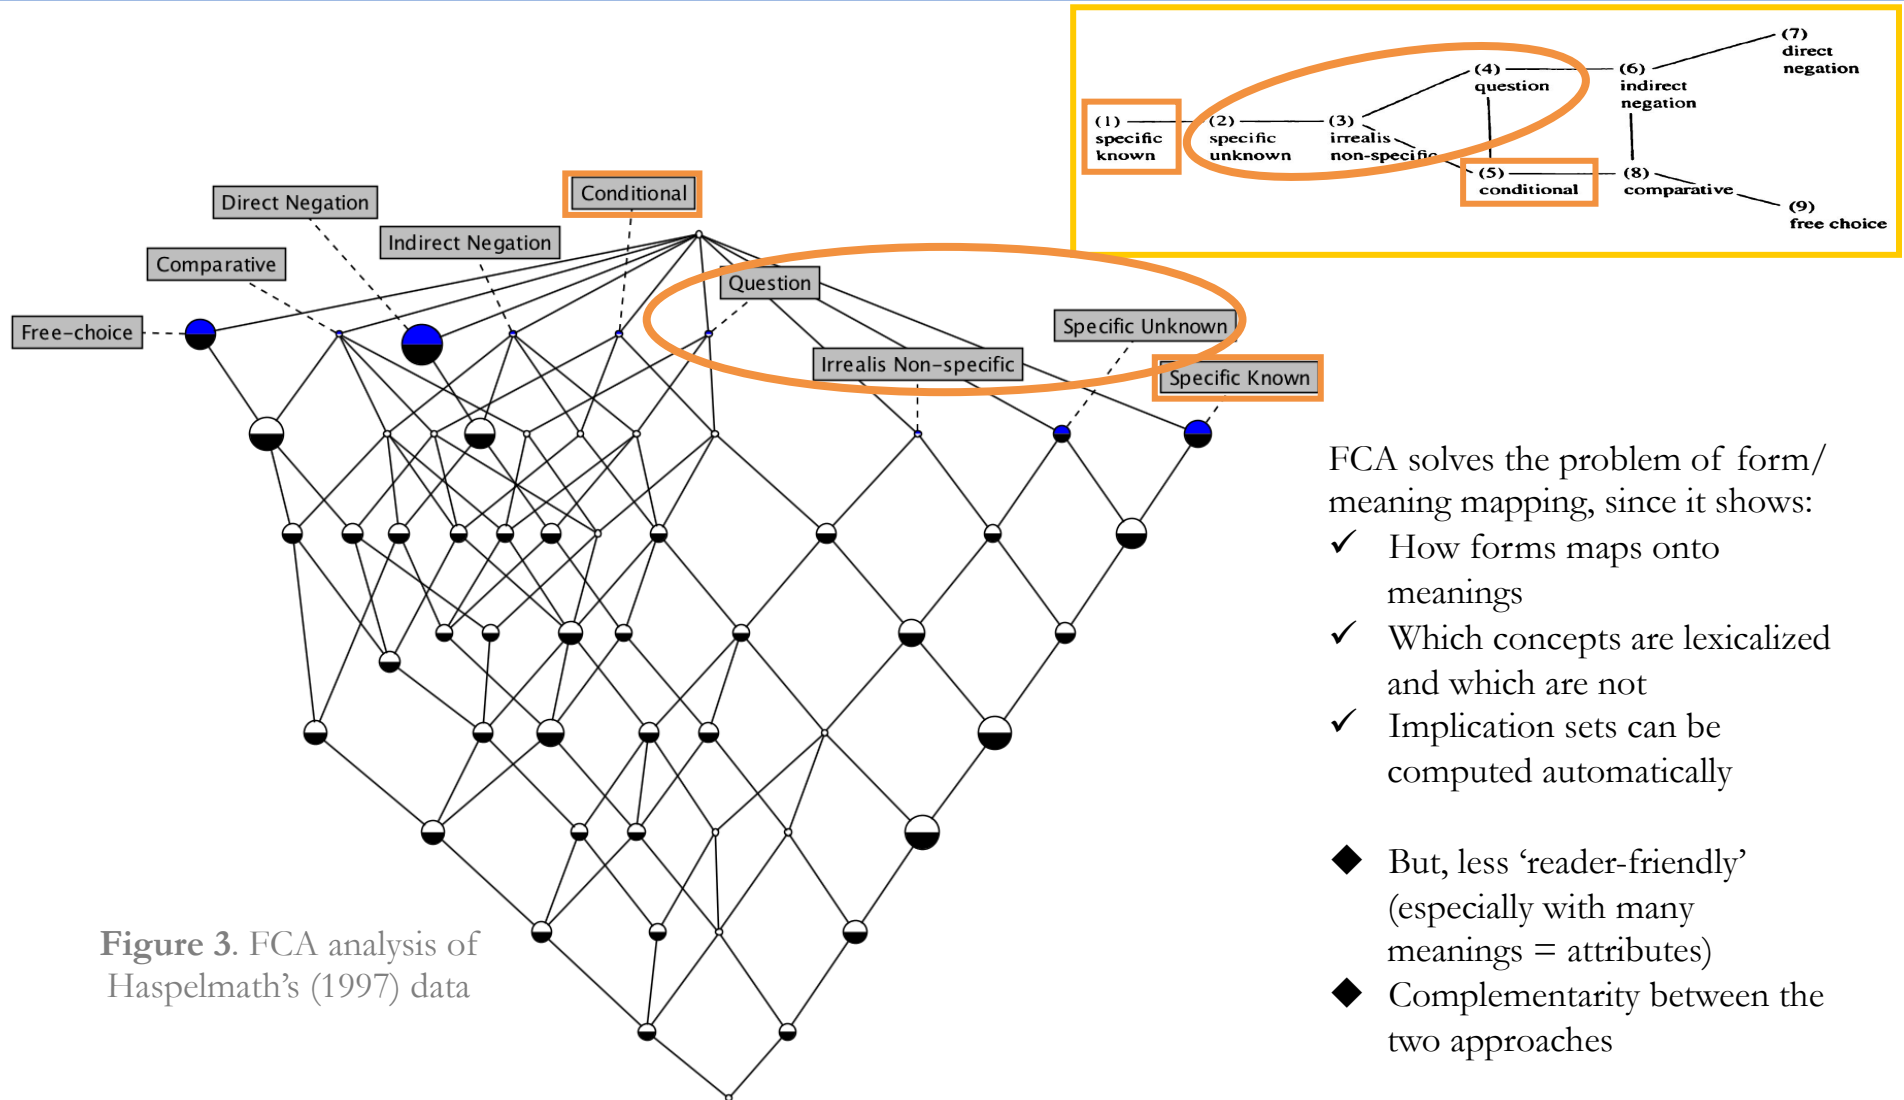 (7)
direct
negation
(4)
question
(6)
indirect
negation
(1)
specific
known
(2)
specific
unknown
(3)
irrealis
non-specific
(5)
conditional
(8)
comparative
(9)
free choice
Conditional
Direct Negation
Indirect Negation
Comparative
Question
Free-choice
Specific Unknown
Irrealis Non-specific
Specific Known
FCA solves the problem of form/
meaning mapping, since it shows:
✓ How forms maps onto
meanings
✓ Which concepts are lexicalized
and which are not
✓ Implication sets can be
computed automatically
◆ But, less ‘reader-friendly’
(especially with many
meanings = attributes)
◆ Complementarity between the
two approaches
Figure 3. FCA analysis of
Haspelmath’s (1997) data